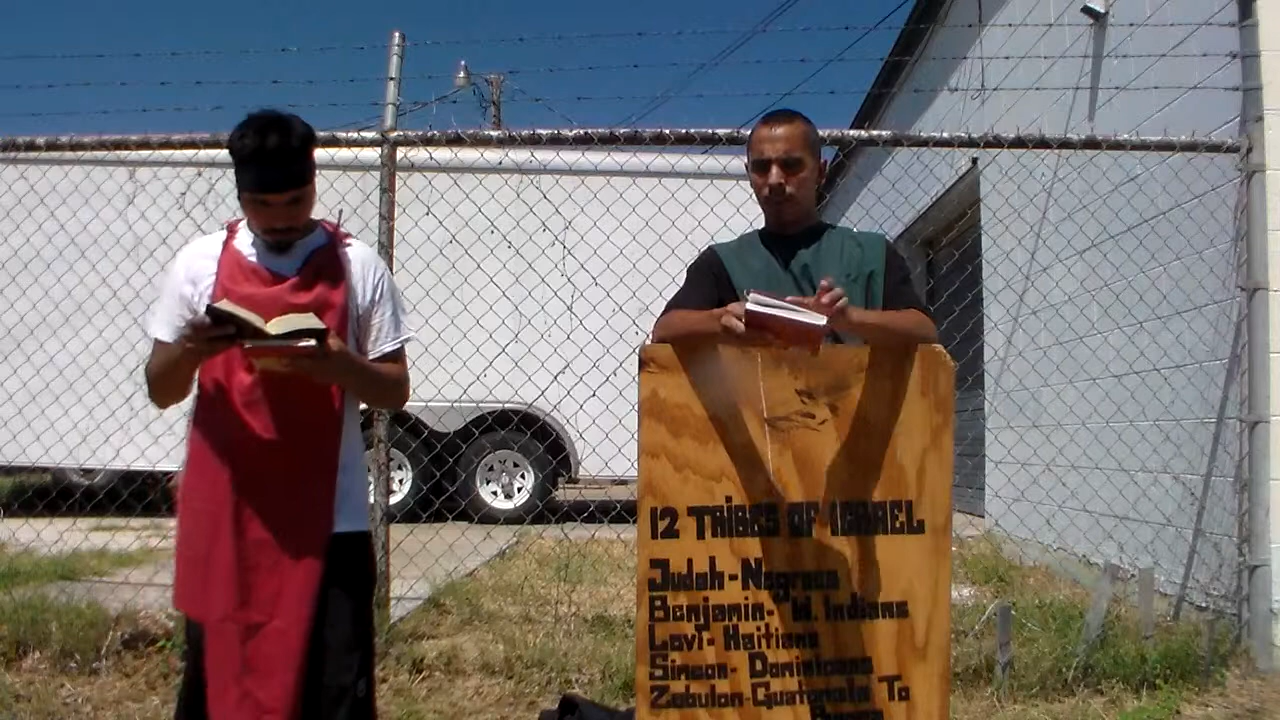 12 TRIBES OF ISRAEL
Judah-Negroes
Benjamin- W. Indians
Levi- Haitians
Simeon- Dominicans
Zebulon-Guatemala To